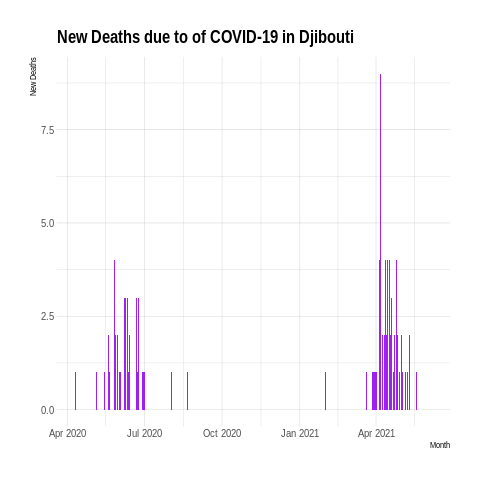 New Deaths due to of COVID-19 in Djibouti
New Deaths
7.5
5.0
2.5
0.0
Apr 2020 Jul 2020 Oct 2020 Jan 2021 Apr 2021
Month